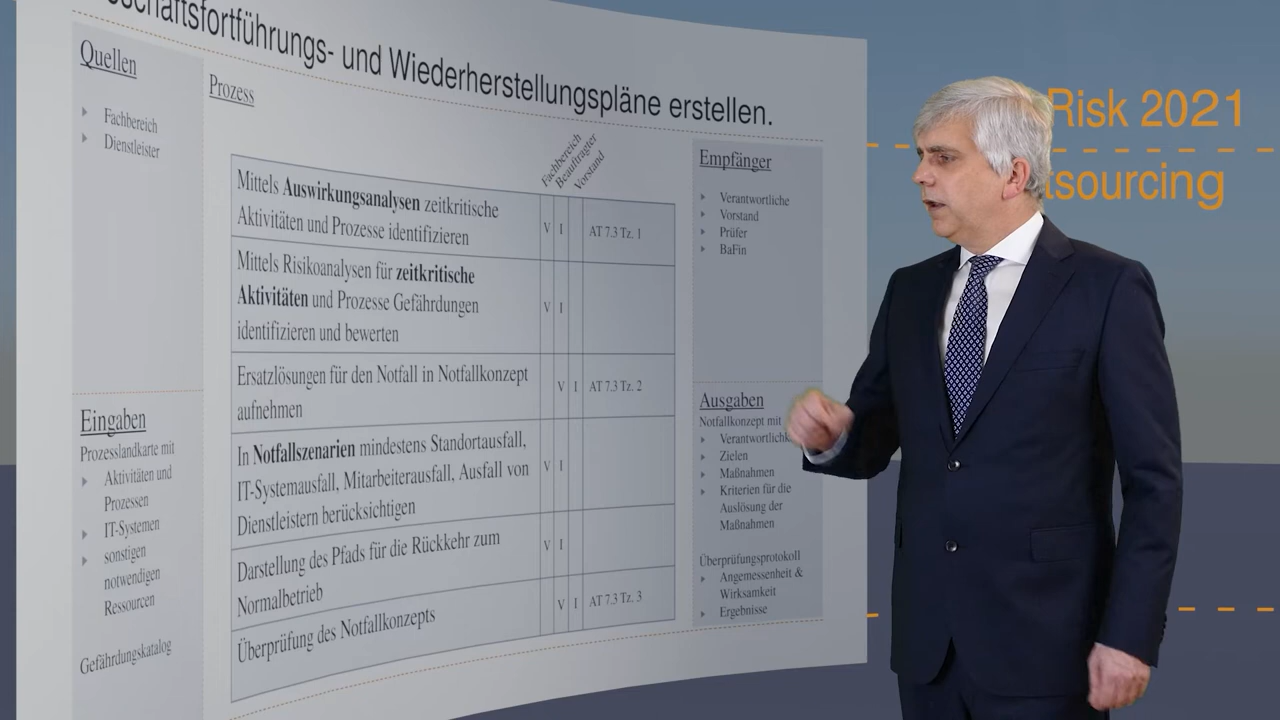 schäftsfortführungs- und Wiederherstellungspläne erstellen.
Quellen
Fachbereich
Dienstleister
Eingaben
Prozesslandkarte mit
Aktivitäten und
Prozessen
IT-Systemen
sonstigen
notwendigen
Ressourcen
Gefährdungskatalog
Prozess
Fachbereich
Beauftragter
Vorstand
Mittels Auswirkungsanalysen zeitkritische
Aktivitäten und Prozesse identifizieren
V I AT 7.3 Tz. 1
Mittels Risikoanalysen für zeitkritische
Aktivitäten und Prozesse Gefährdungen
identifizieren und bewerten
V I
Ersatzlösungen für den Notfall in Notfallkonzept
aufnehmen
V I AT 7.3 Tz. 2
In Notfallszenarien mindestens Standortausfall,
IT-Systemausfall, Mitarbeiterausfall, Ausfall von
Dienstleistern berücksichtigen
V I
Darstellung des Pfads für die Rückkehr zum
Normalbetrieb
V I
Überprüfung des Notfallkonzepts
V I AT 7.3 Tz. 3
Empfänger
Verantwortliche
Vorstand
Prüfer
BaFin
Ausgaben
Notfallkonzept mit
Verantwortlichk
Zielen
Maßnahmen
Kriterien für die
Auslösung der
Maßnahmen
Überprüfungsprotokoll
Angemessenheit &
Wirksamkeit
Ergebnisse
Risk 2021
tsourcing